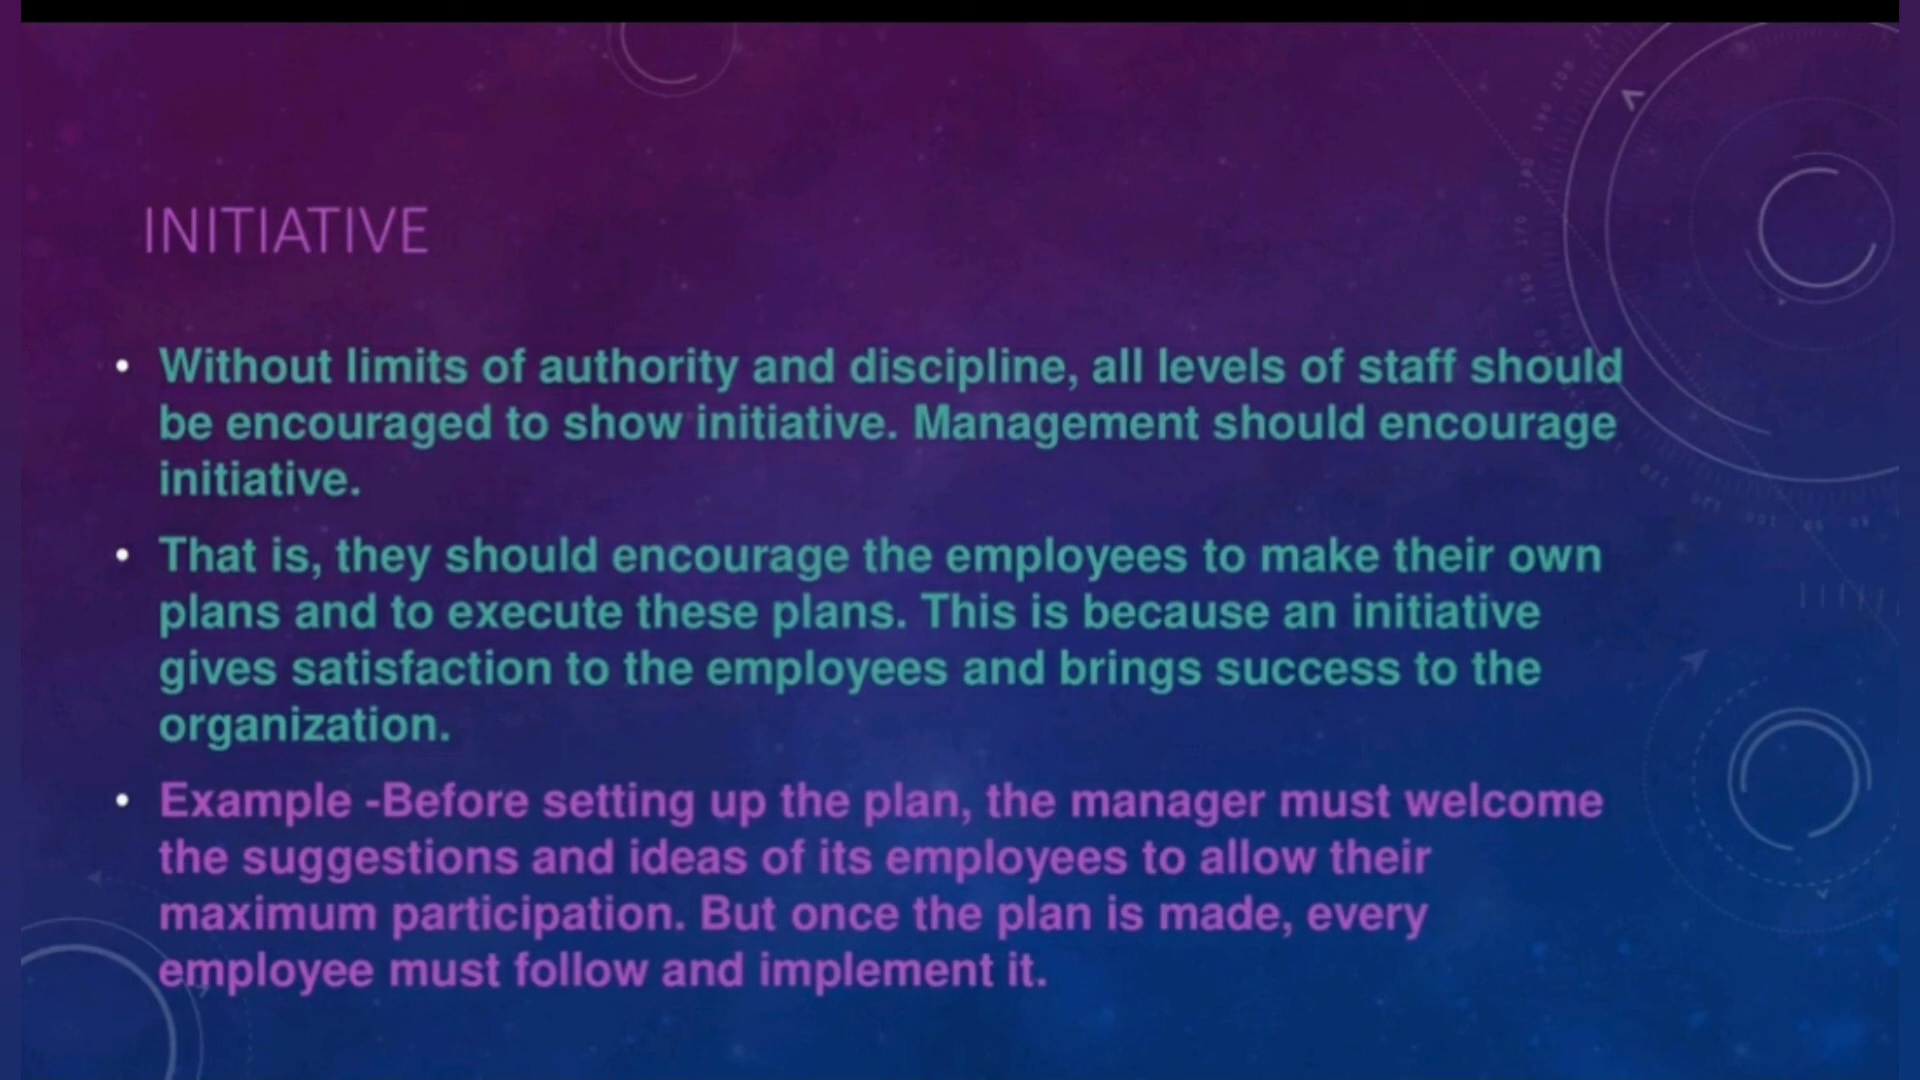 INITIATIVE
• Without limits of authority and discipline, all levels of staff should
be encouraged to show initiative. Management should encourage
initiative.
• That is, they should encourage the employees to make their own
plans and to execute these plans. This is because an initiative
gives satisfaction to the employees and brings success to the
organization.
• Example -Before setting up the plan, the manager must welcome
the suggestions and ideas of its employees to allow their
maximum participation. But once the plan is made, every
employee must follow and implement it.